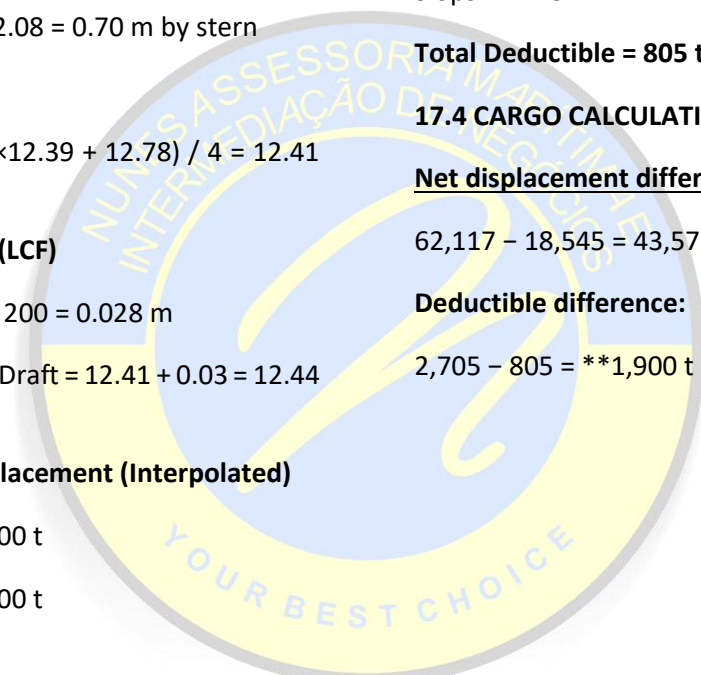 2.08 = 0.70 m by stern
×12.39 + 12.78) / 4 = 12.41
(LCF)
200 = 0.028 m
Draft = 12.41 + 0.03 = 12.44
lacement (Interpolated)
00 t
00 t
Total Deductible = 805 t
17.4 CARGO CALCULATI
Net displacement differ
62,117 − 18,545 = 43,57
Deductible difference:
2,705 − 805 = **1,900 t
NUNES ASSESSORIA MARÍTIMA E
INTERMEDIAÇÃO DE NEGÓCIOS
YOUR BEST CHOICE